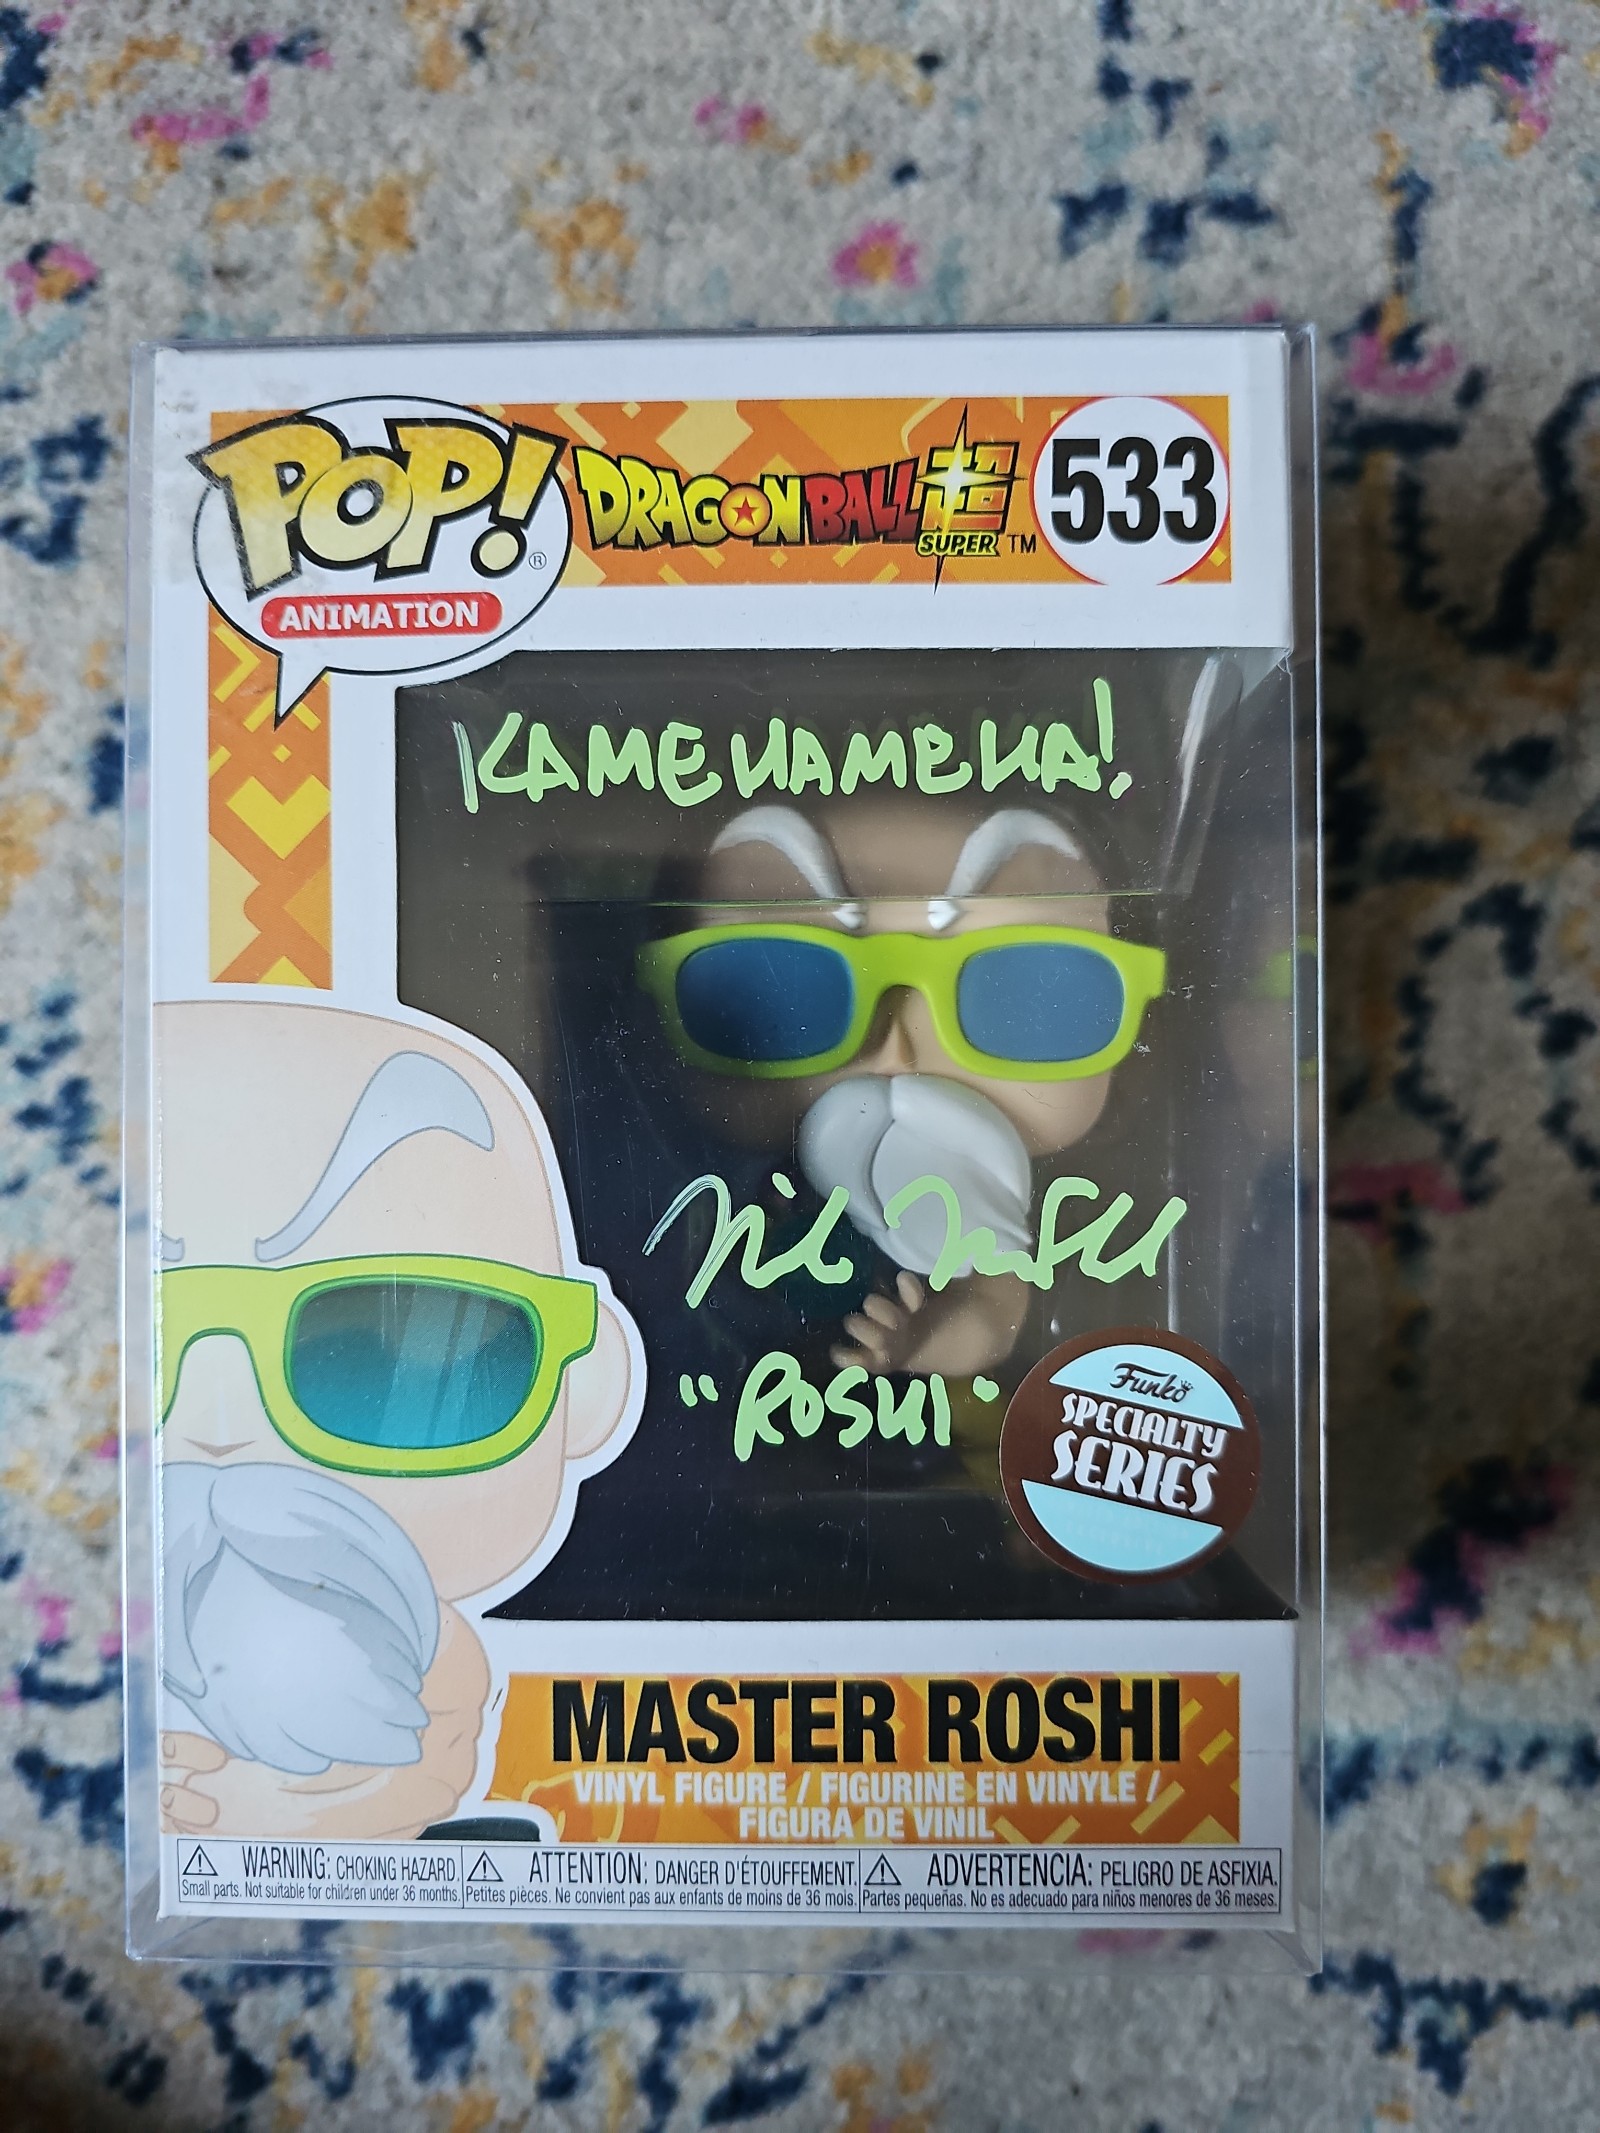 POP! ®
ANIMATION
DRAGON BALL 超
SUPER TM
533
KAMEHAMEHA!
"ROSHI"
Funko
SPECIALTY
SERIES
MASTER ROSHI
VINYL FIGURE / FIGURINE EN VINYLE /
FIGURA DE VINIL
WARNING: CHOKING HAZARD.
Small parts. Not suitable for children under 36 months.
ATTENTION: DANGER D'ÉTOUFFEMENT.
Petites pièces. Ne convient pas aux enfants de moins de 36 mois.
ADVERTENCIA: PELIGRO DE ASFIXIA.
Partes pequeñas. No es adecuado para niños menores de 36 meses.